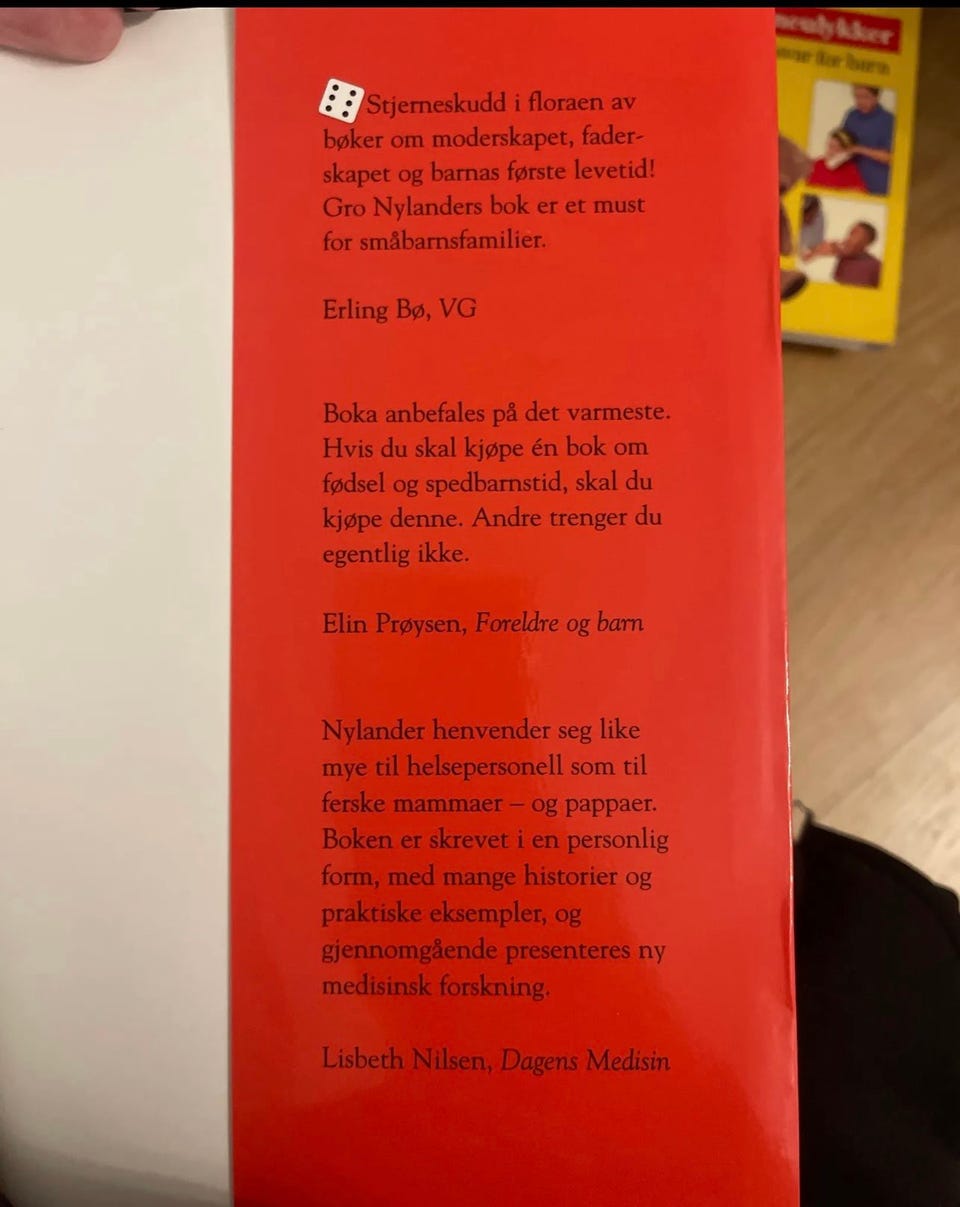 Stjerneskudd i floraen av
bøker om moderskapet, fader-
skapet og barnas første levetid!
Gro Nylanders bok er et must
for småbarnsfamilier.
Erling Bø, VG
Boka anbefales på det varmeste.
Hvis du skal kjøpe én bok om
fødsel og spedbarnstid, skal du
kjøpe denne. Andre trenger du
egentlig ikke.
Elin Prøysen, Foreldre og barn
Nylander henvender seg like
mye til helsepersonell som til
ferske mammaer – og pappaer.
Boken er skrevet i en personlig
form, med mange historier og
praktiske eksempler, og
gjennomgående presenteres ny
medisinsk forskning.
Lisbeth Nilsen, Dagens Medisin
for barn